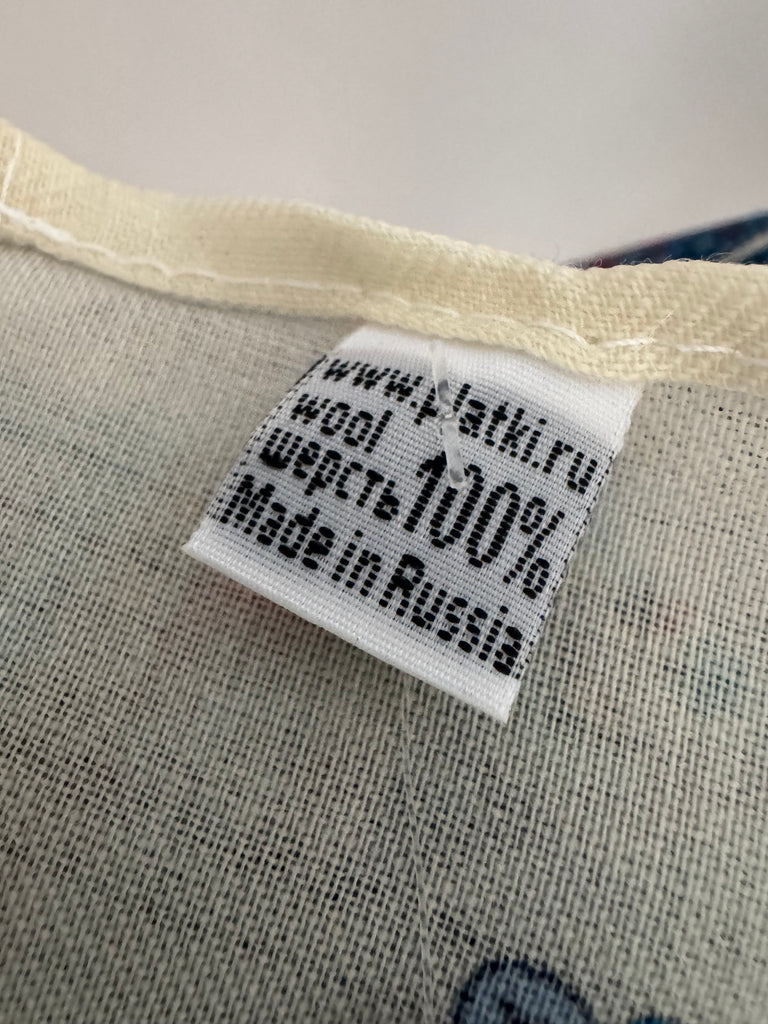 www.platki.ru
wool
шерсть 100%
Made in Russia